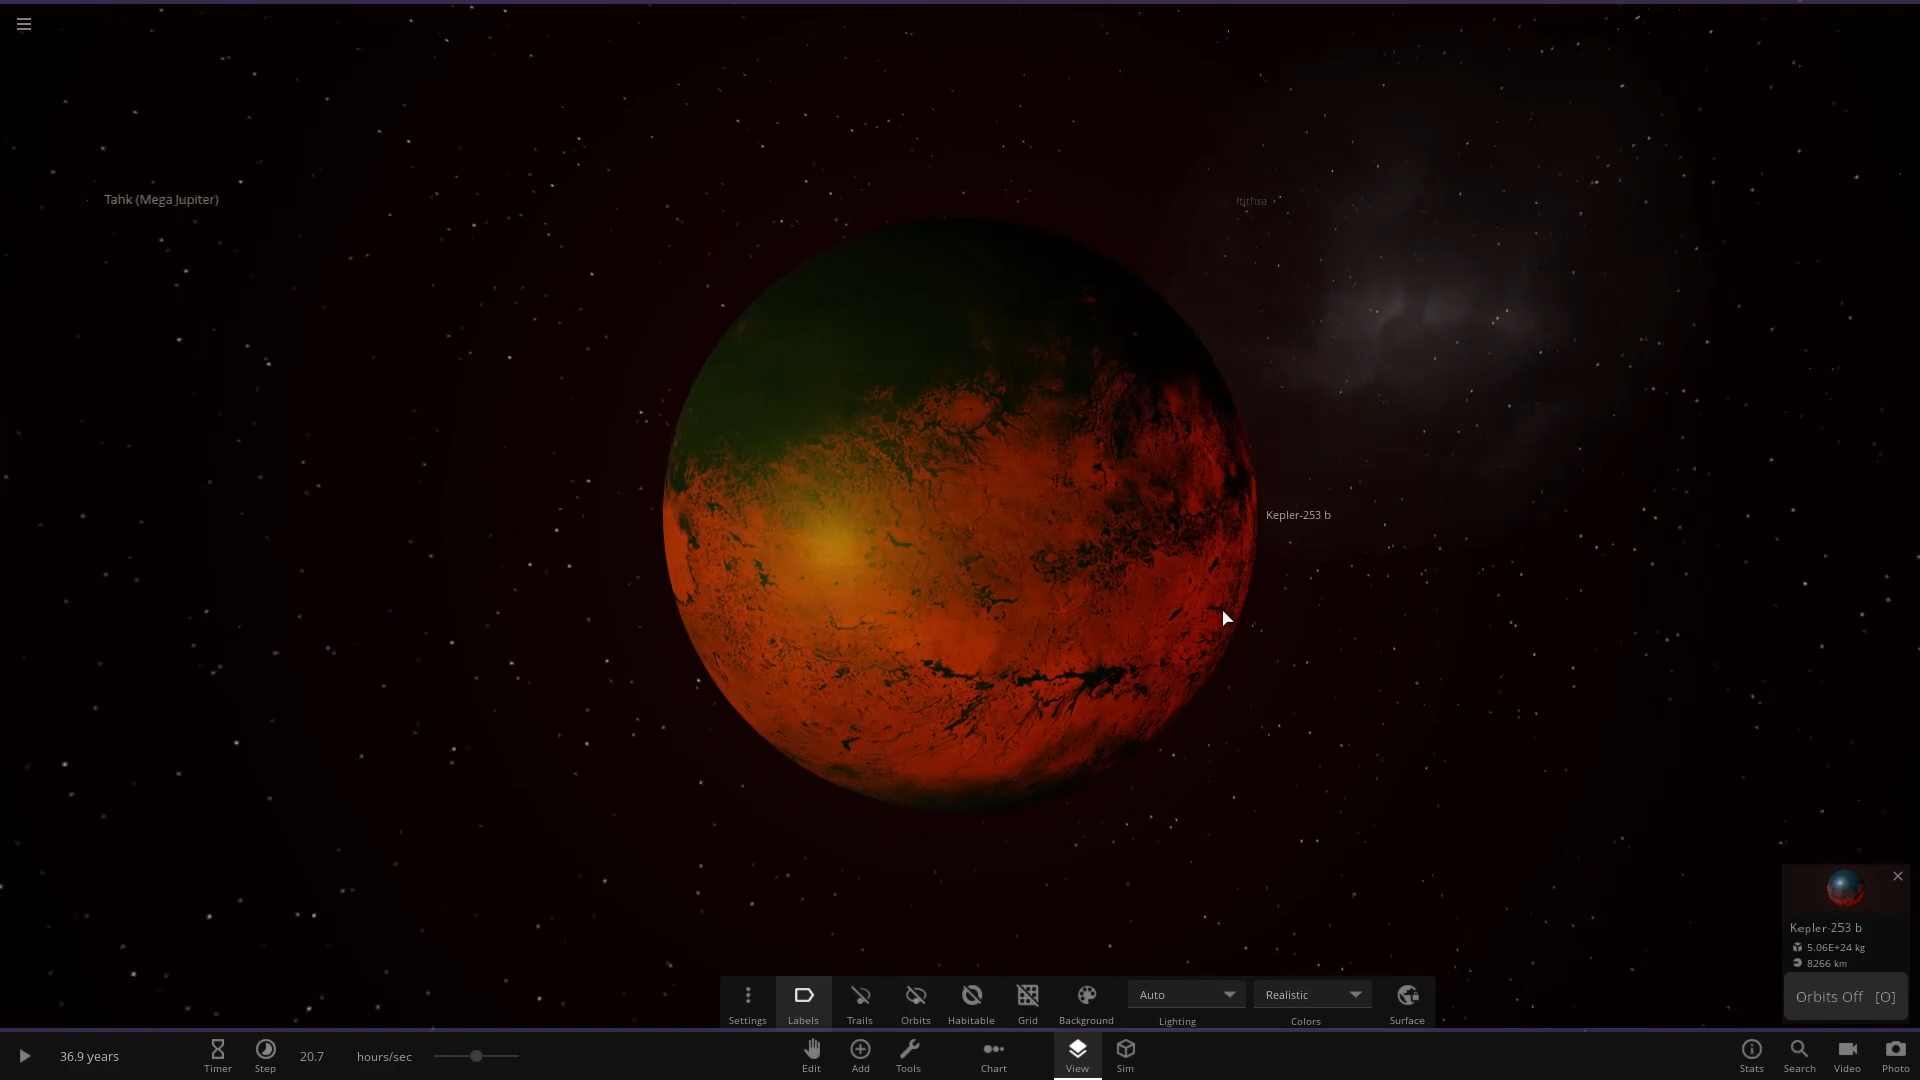 Tahk (Mega Jupiter)
Itithra
Kepler-253 b
Kepler-253 b
5.06E+24 kg
8266 km
Orbits Off [O]
Auto
Realistic
Settings
Labels
Trails
Orbits
Habitable
Grid
Background
Lighting
Colors
Surface
36.9 years
Timer
Step
20.7 hours/sec
Edit
Add
Tools
Chart
View
Sim
Stats
Search
Video
Photo